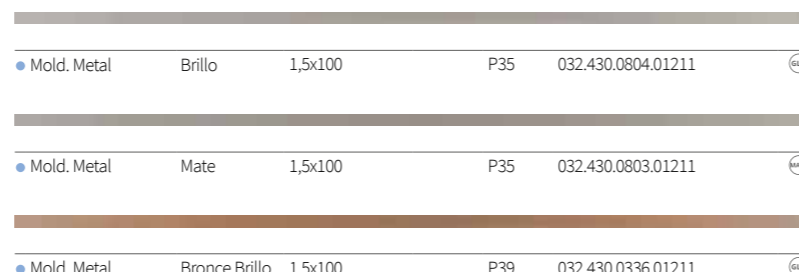 Mold. Metal Brillo 1,5x100 P35 032.430.0804.01211
Mold. Metal Mate 1,5x100 P35 032.430.0803.01211
Mold. Metal Bronce Brillo 1,5x100 P39 032.430.0336.01211